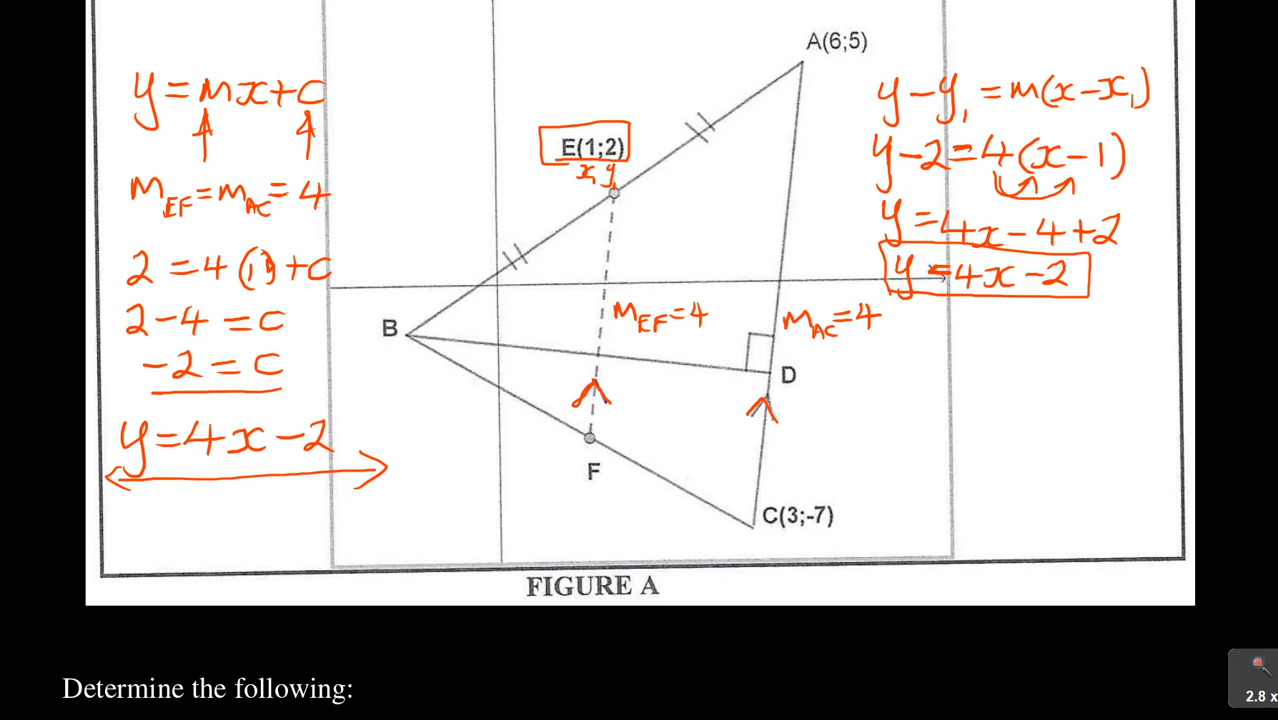 A(6;5)
y=mx+c
y-y₁=m(x-x₁)
E(1;2)
x₁ y₁
y-2=4(x-1)
m_EF=m_AC=4
y=4x-4+2
2=4(1)+c
y=4x-2
2-4=c
B
m_EF=4
m_AC=4
-2=c
D
y=4x-2
F
C(3;-7)
FIGURE A
Determine the following:
2.8 x